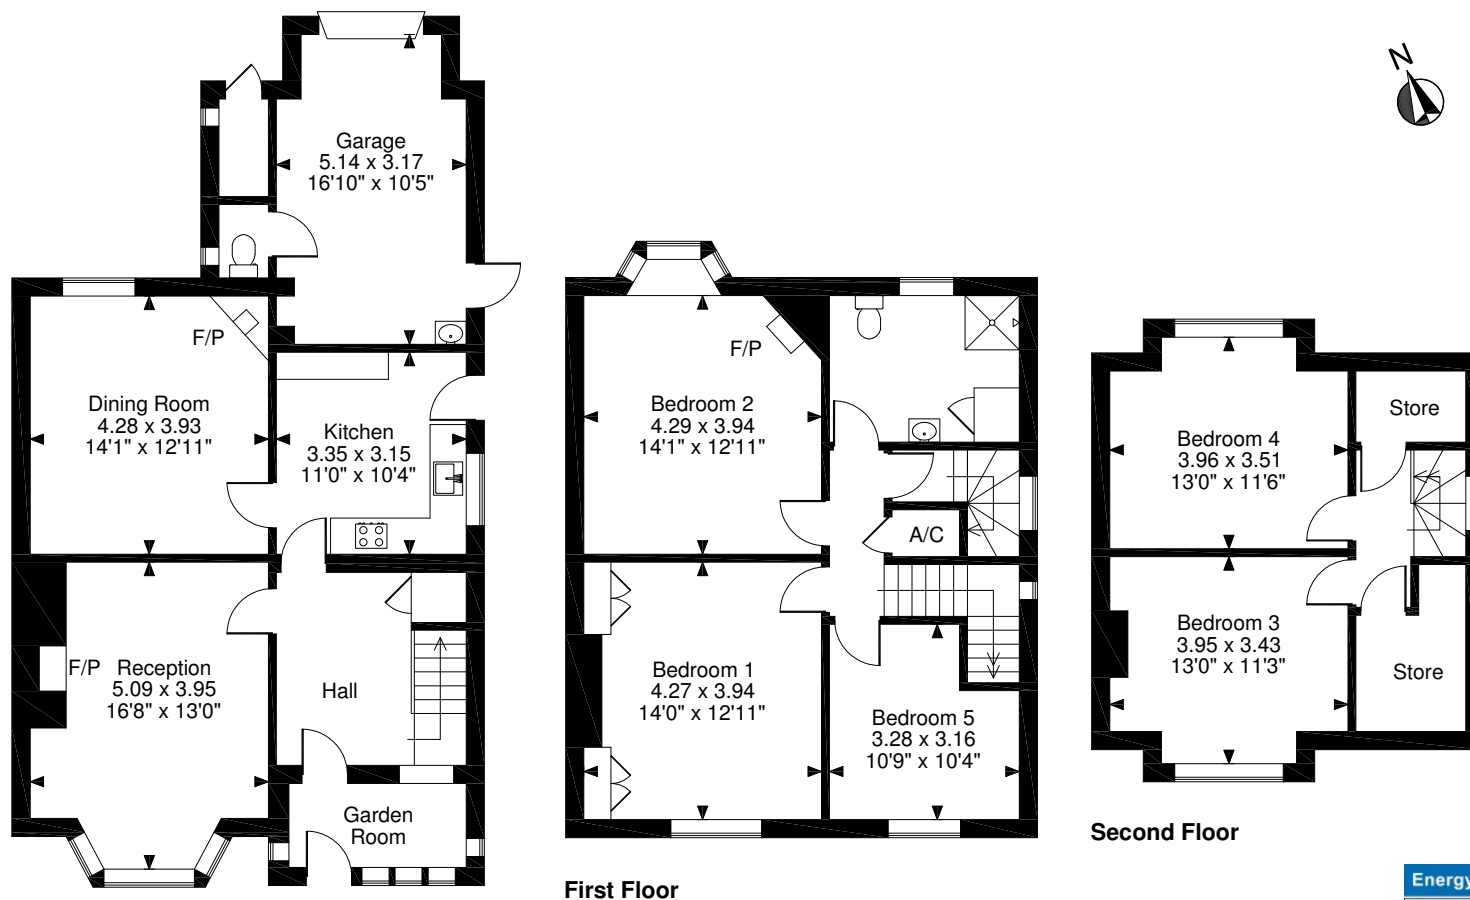 N
Garage
5.14 x 3.17
16'10" x 10'5"
F/P
Dining Room
4.28 x 3.93
14'1" x 12'11"
Kitchen
3.35 x 3.15
11'0" x 10'4"
F/P
Reception
5.09 x 3.95
16'8" x 13'0"
Hall
Garden
Room
F/P
Bedroom 2
4.29 x 3.94
14'1" x 12'11"
A/C
Bedroom 1
4.27 x 3.94
14'0" x 12'11"
Bedroom 5
3.28 x 3.16
10'9" x 10'4"
First Floor
Store
Bedroom 4
3.96 x 3.51
13'0" x 11'6"
Bedroom 3
3.95 x 3.43
13'0" x 11'3"
Store
Second Floor
Energy